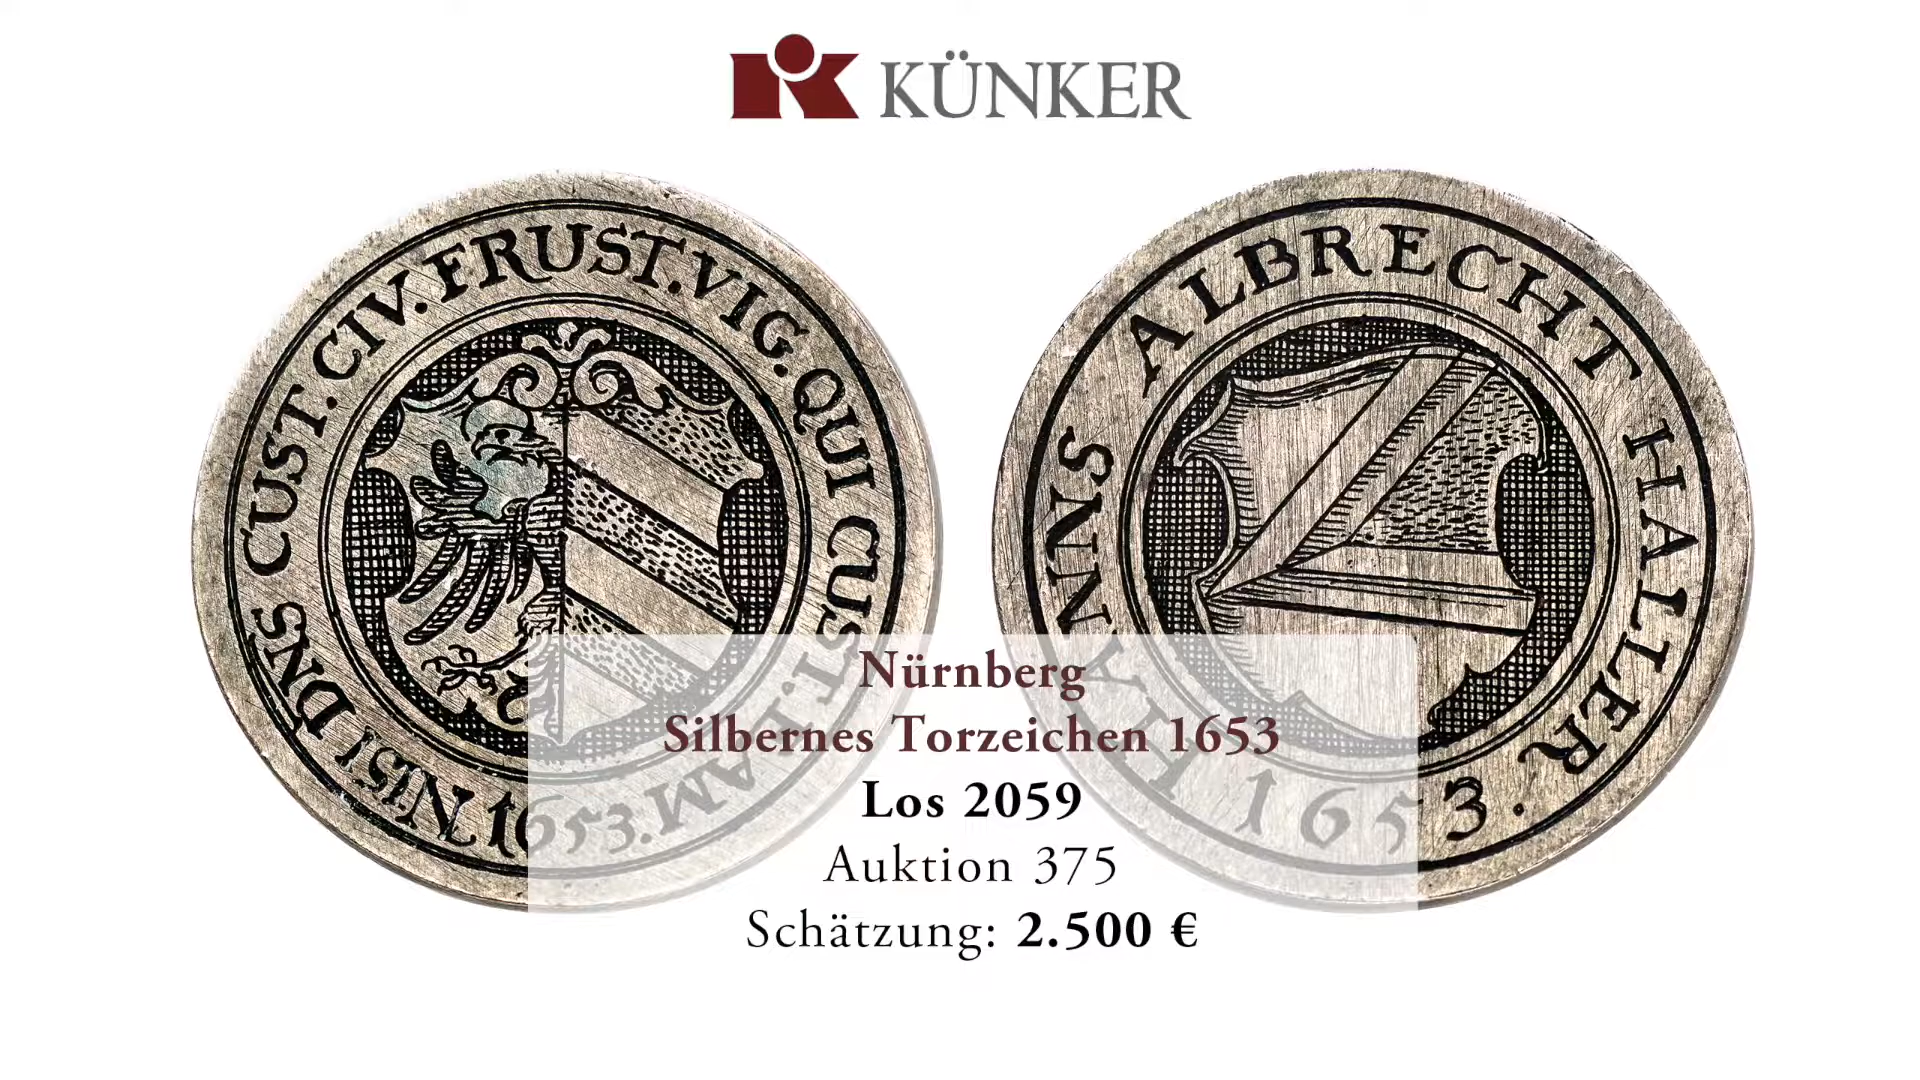 KÜNKER
NISI DNS CUST. CIV. FRUST. VIG. QUI CUST. AM. 1653.
HANNS ALBRECHT HALLER 1653.
Nürnberg
Silbernes Torzeichen 1653
Los 2059
Auktion 375
Schätzung: 2.500 €